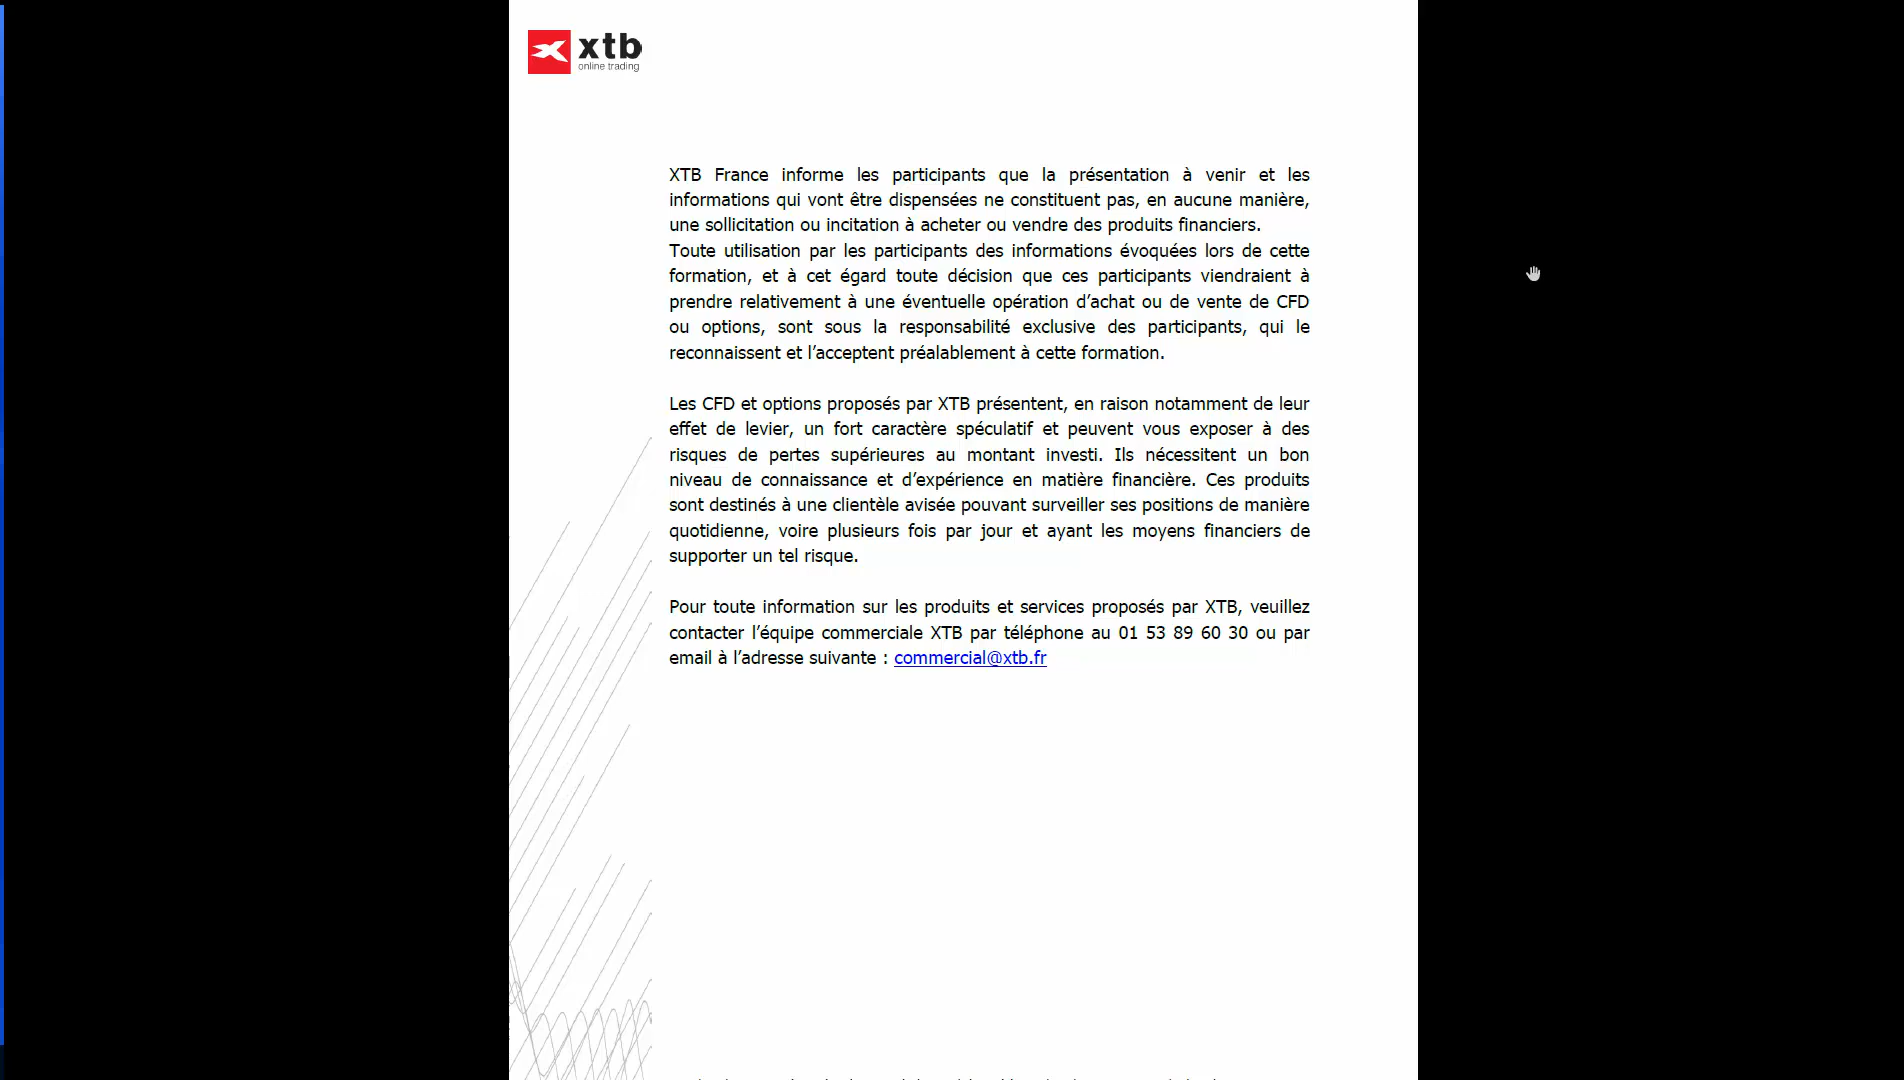 xtb
online trading
XTB France informe les participants que la présentation à venir et les
informations qui vont être dispensées ne constituent pas, en aucune manière,
une sollicitation ou incitation à acheter ou vendre des produits financiers.
Toute utilisation par les participants des informations évoquées lors de cette
formation, et à cet égard toute décision que ces participants viendraient à
prendre relativement à une éventuelle opération d’achat ou de vente de CFD
ou options, sont sous la responsabilité exclusive des participants, qui le
reconnaissent et l’acceptent préalablement à cette formation.
Les CFD et options proposés par XTB présentent, en raison notamment de leur
effet de levier, un fort caractère spéculatif et peuvent vous exposer à des
risques de pertes supérieures au montant investi. Ils nécessitent un bon
niveau de connaissance et d’expérience en matière financière. Ces produits
sont destinés à une clientèle avisée pouvant surveiller ses positions de manière
quotidienne, voire plusieurs fois par jour et ayant les moyens financiers de
supporter un tel risque.
Pour toute information sur les produits et services proposés par XTB, veuillez
contacter l’équipe commerciale XTB par téléphone au 01 53 89 60 30 ou par
email à l’adresse suivante : commercial@xtb.fr